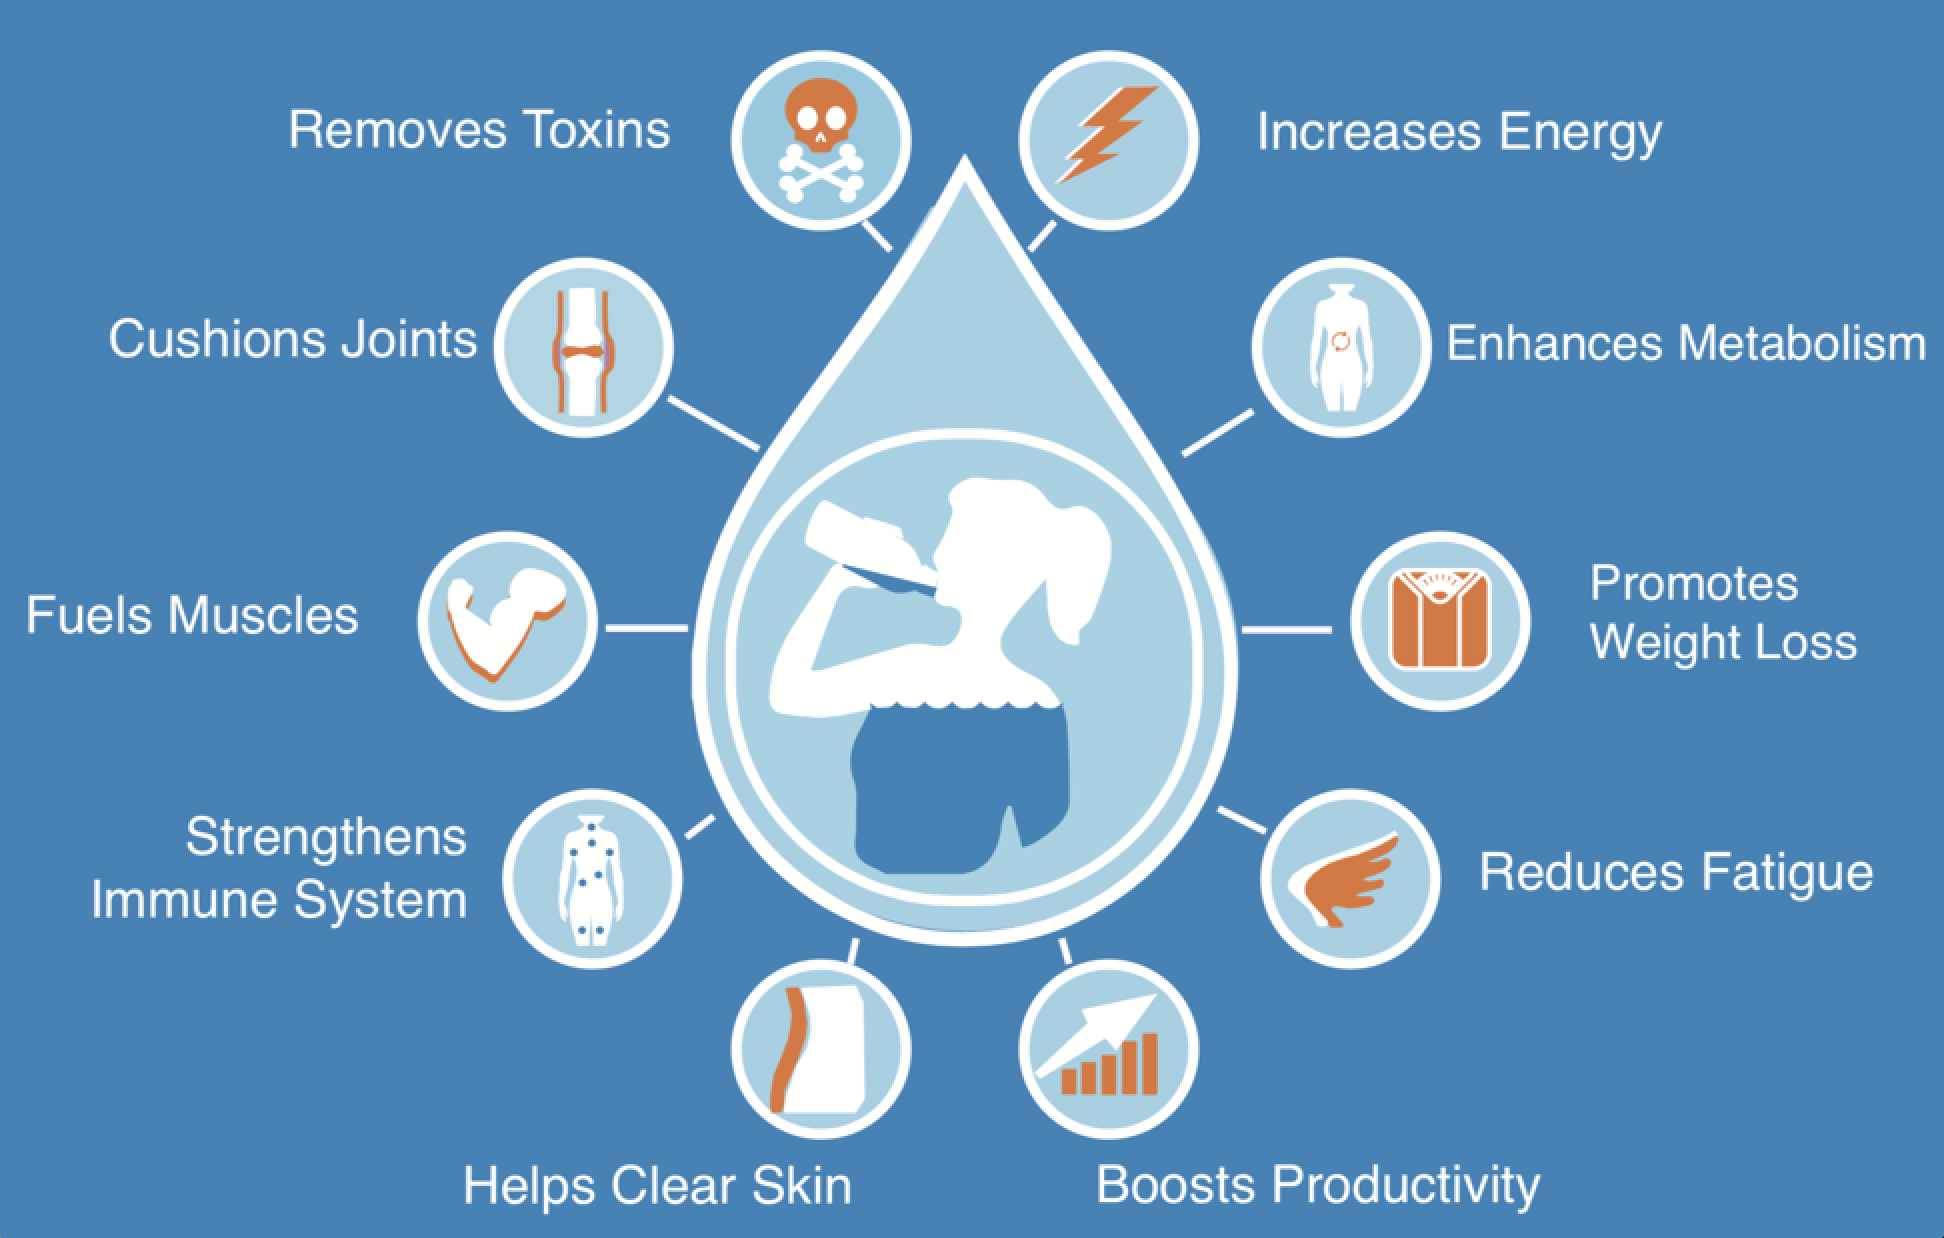 Removes Toxins
Increases Energy
Cushions Joints
Enhances Metabolism
Fuels Muscles
Promotes
Weight Loss
Strengthens
Immune System
Reduces Fatigue
Helps Clear Skin
Boosts Productivity